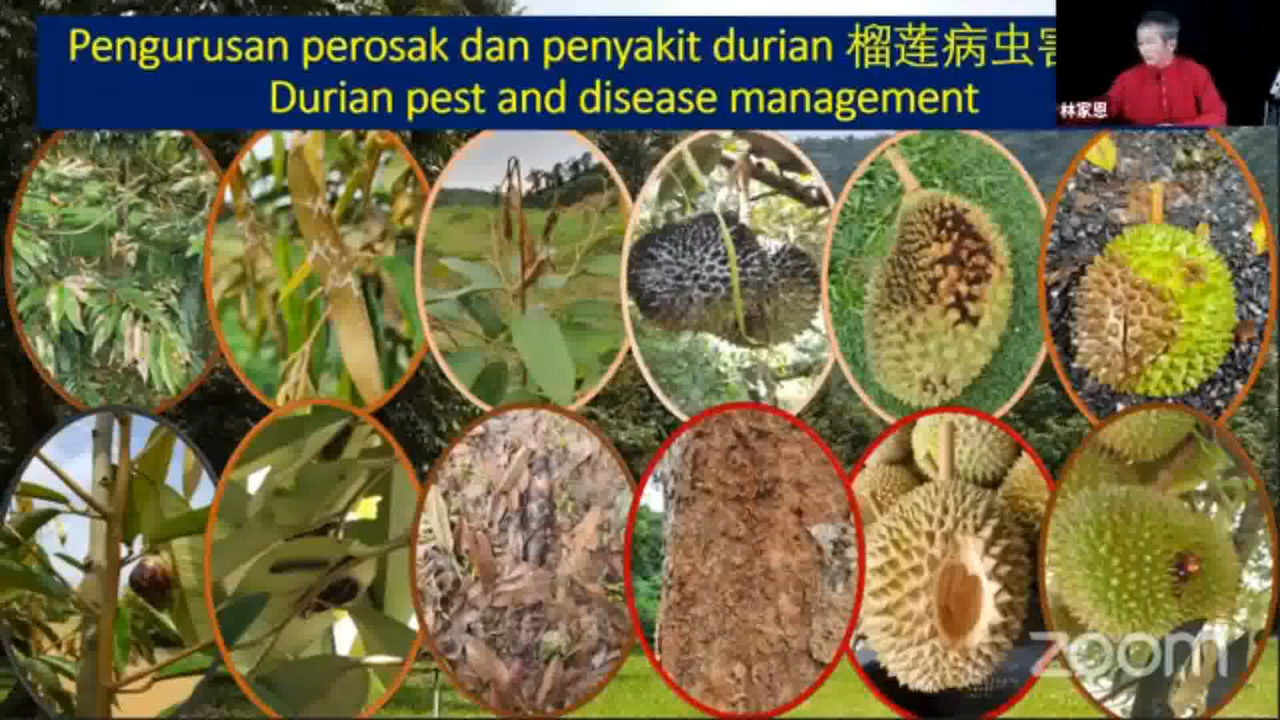 Pengurusan perosak dan penyakit durian 榴莲病虫害
Durian pest and disease management
林家恩
zoom